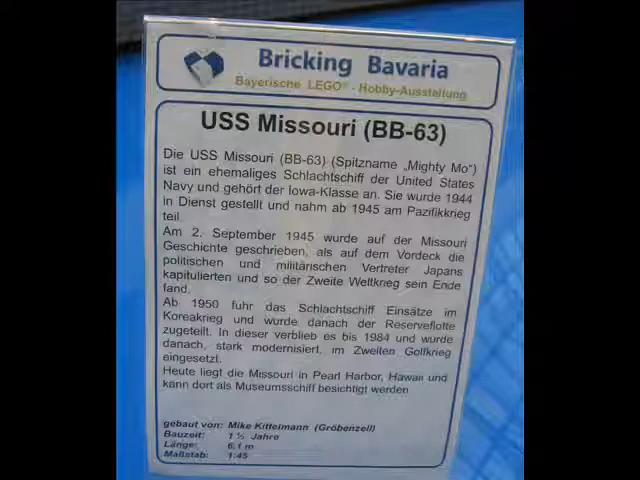 Bricking Bavaria
Bayerische LEGO® - Hobby-Ausstellung
USS Missouri (BB-63)
Die USS Missouri (BB-63) (Spitzname „Mighty Mo“)
ist ein ehemaliges Schlachtschiff der United States
Navy und gehört der Iowa-Klasse an. Sie wurde 1944
in Dienst gestellt und nahm ab 1945 am Pazifikkrieg
teil.
Am 2. September 1945 wurde auf der Missouri
Geschichte geschrieben, als auf dem Vordeck die
politischen und militärischen Vertreter Japans
kapitulierten und so der Zweite Weltkrieg sein Ende
fand.
Ab 1950 fuhr das Schlachtschiff Einsätze im
Koreakrieg und wurde danach der Reserveflotte
zugeteilt. In dieser verblieb es bis 1984 und wurde
danach, stark modernisiert, im Zweiten Golfkrieg
eingesetzt.
Heute liegt die Missouri in Pearl Harbor, Hawaii und
kann dort als Museumsschiff besichtigt werden
gebaut von: Mike Kittelmann (Gröbenzell)
Bauzeit: 1 ½ Jahre
Länge: 6,1 m
Maßstab: 1:45